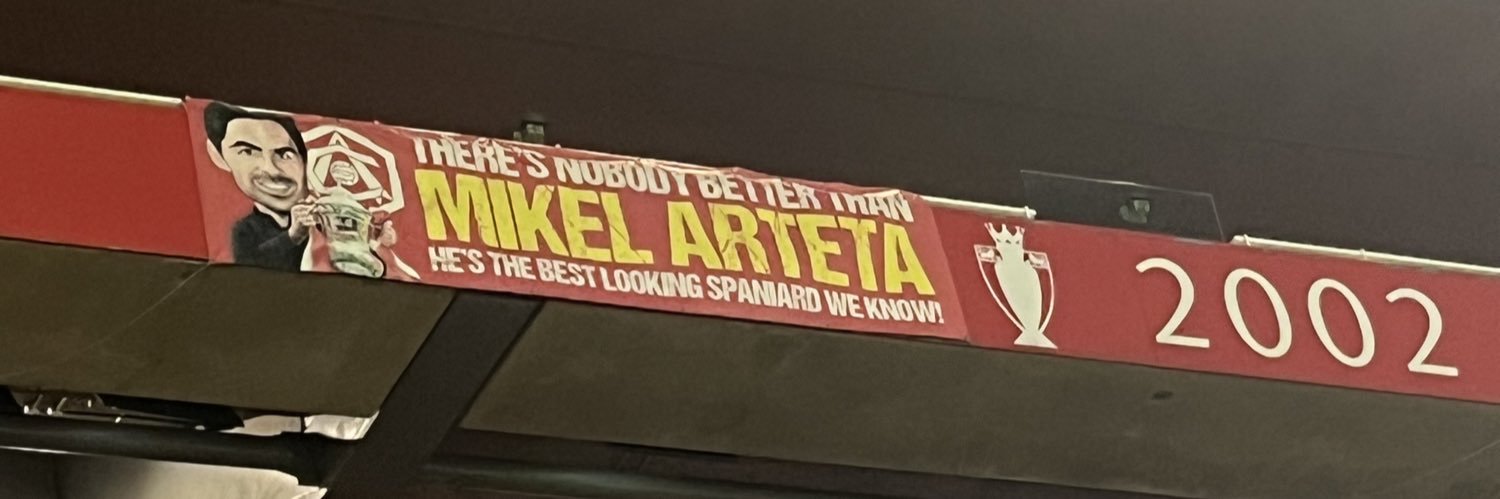 THERE'S NOBODY BETTER THAN
MIKEL ARTETA
HE'S THE BEST LOOKING SPANIARD WE KNOW!
2002